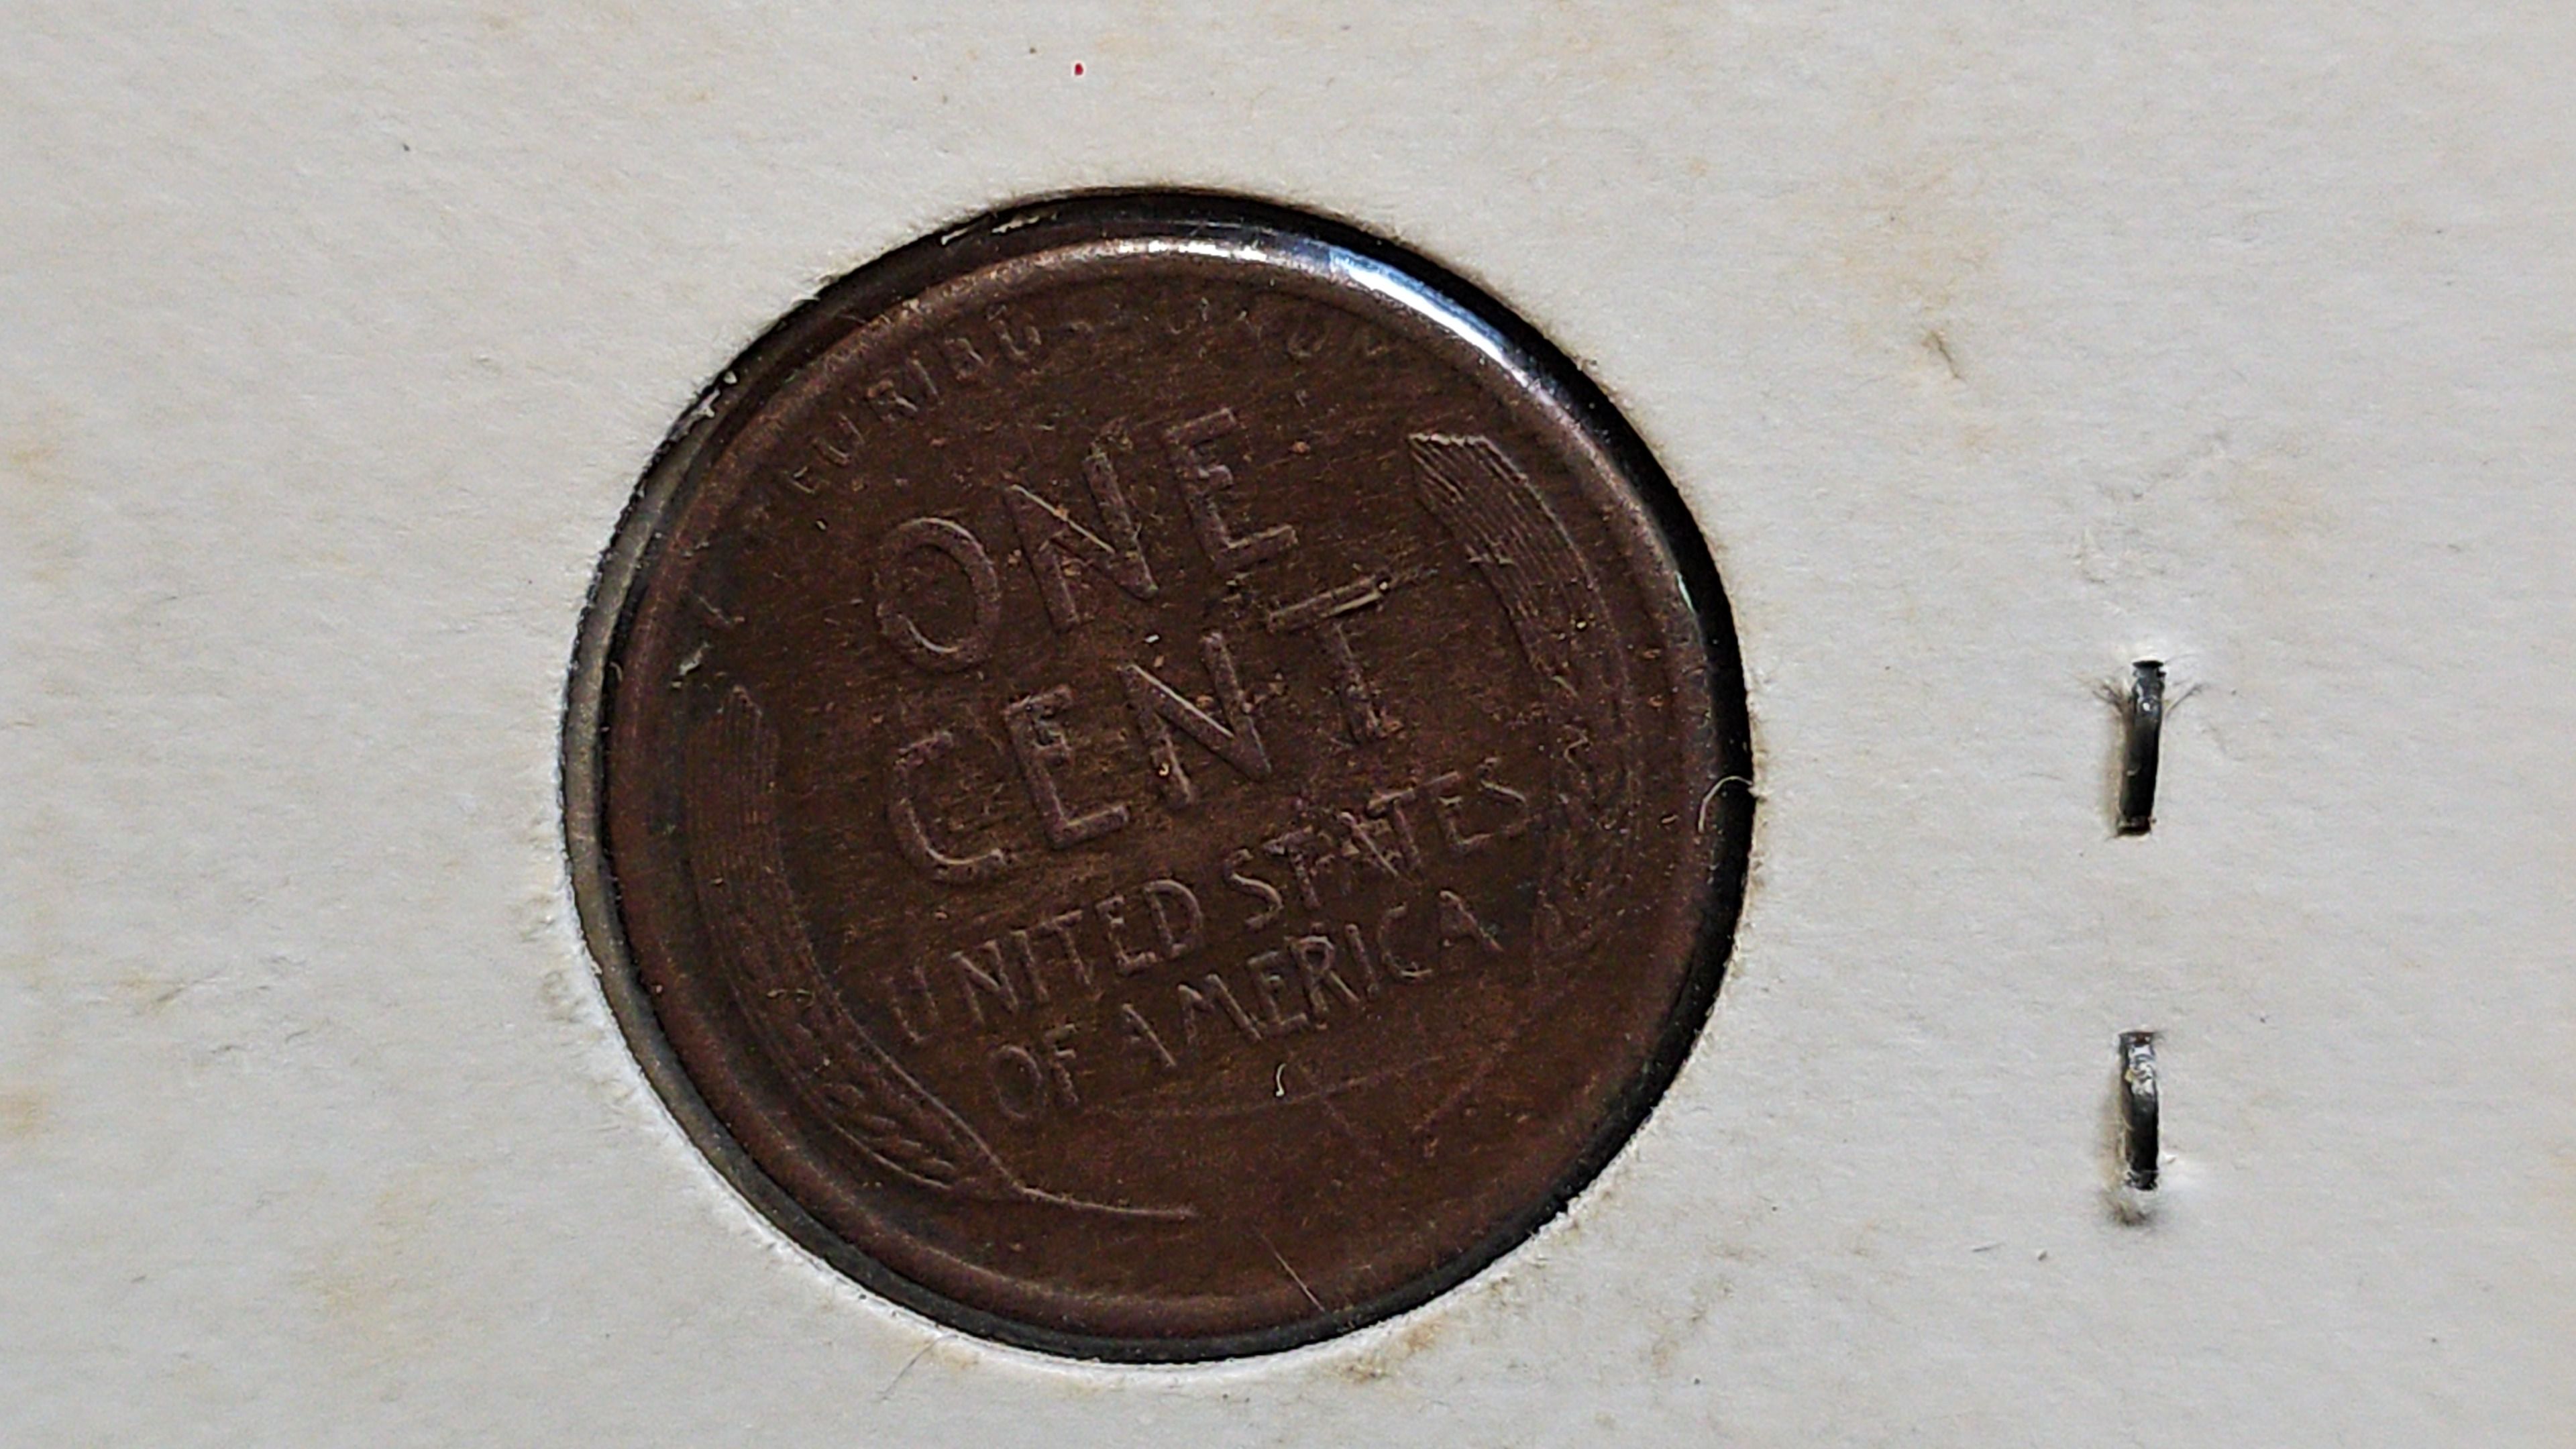 ONE
CENT
UNITED STATES
OF AMERICA